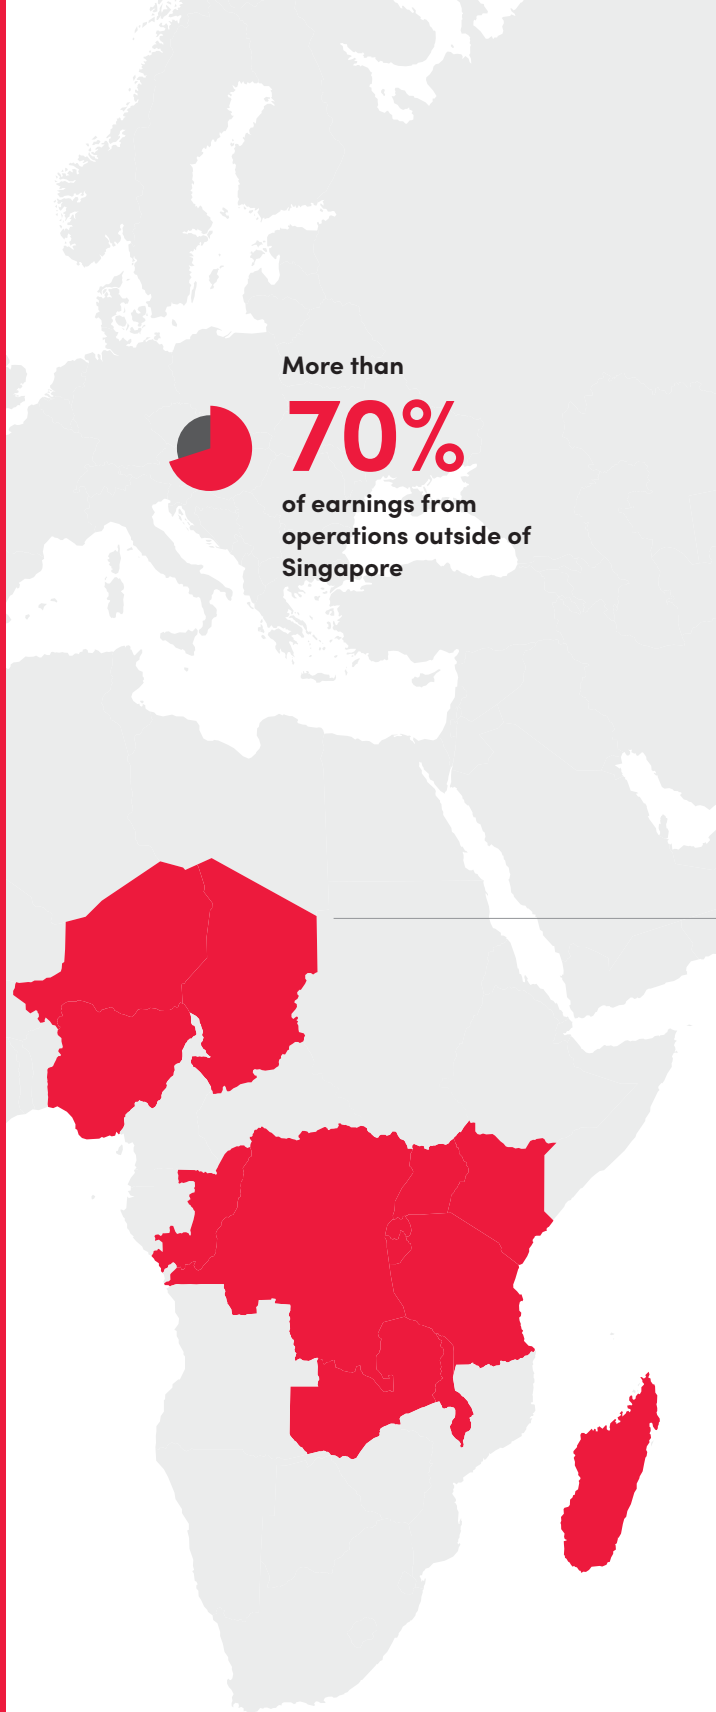 More than
70%
of earnings from
operations outside of
Singapore